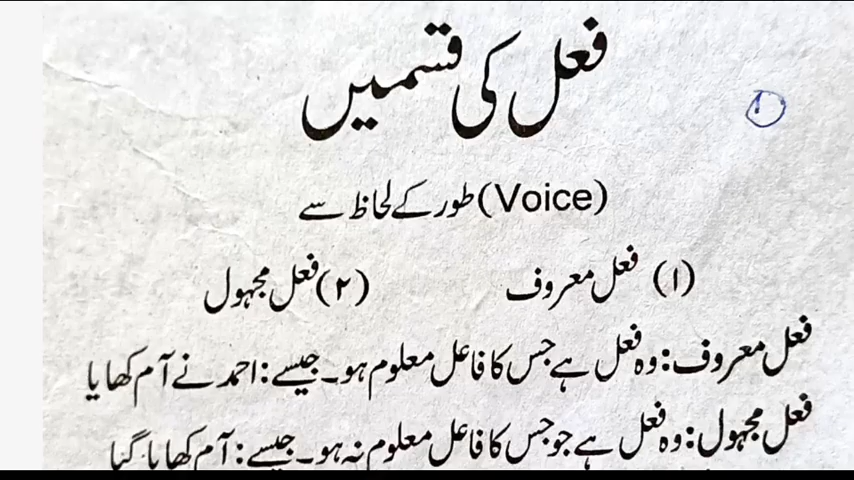 فعل کی قسمیں
۱
(Voice) طور کے لحاظ سے
(۱) فعل معروف (۲) فعل مجہول
فعل معروف: وہ فعل ہے جس کا فاعل معلوم ہو۔ جیسے: احمد نے آم کھایا
فعل مجہول: وہ فعل ہے جو جس کا فاعل معلوم نہ ہو۔ جیسے: آم کھایا گیا